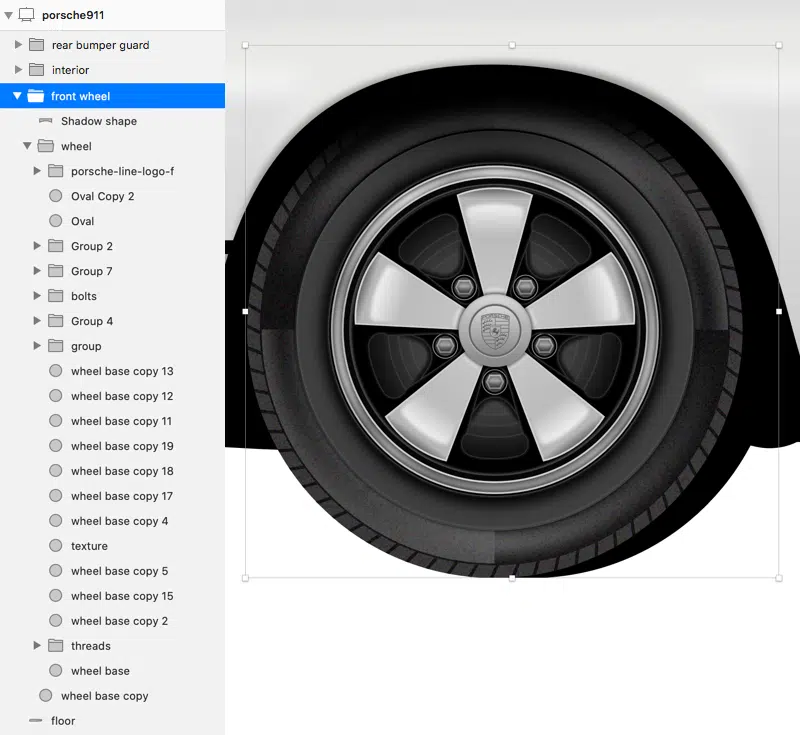 porsche911
rear bumper guard
interior
front wheel
Shadow shape
wheel
porsche-line-logo-f
Oval Copy 2
Oval
Group 2
Group 7
bolts
Group 4
group
wheel base copy 13
wheel base copy 12
wheel base copy 11
wheel base copy 19
wheel base copy 18
wheel base copy 17
wheel base copy 4
texture
wheel base copy 5
wheel base copy 15
wheel base copy 2
threads
wheel base
wheel base copy
floor
PORSCHE